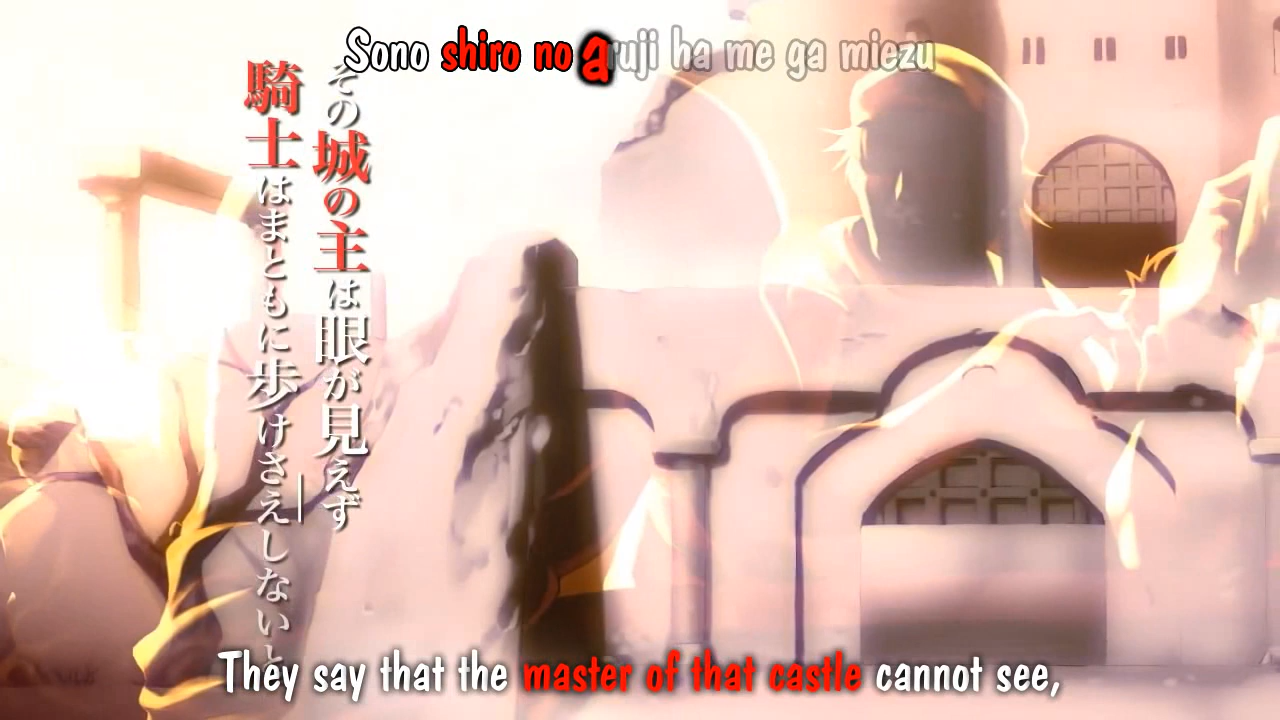 Sono shiro no aruji ha me ga miezu
その城の主は眼が見えず
騎士はまともに歩けさえしないと
They say that the master of that castle cannot see,